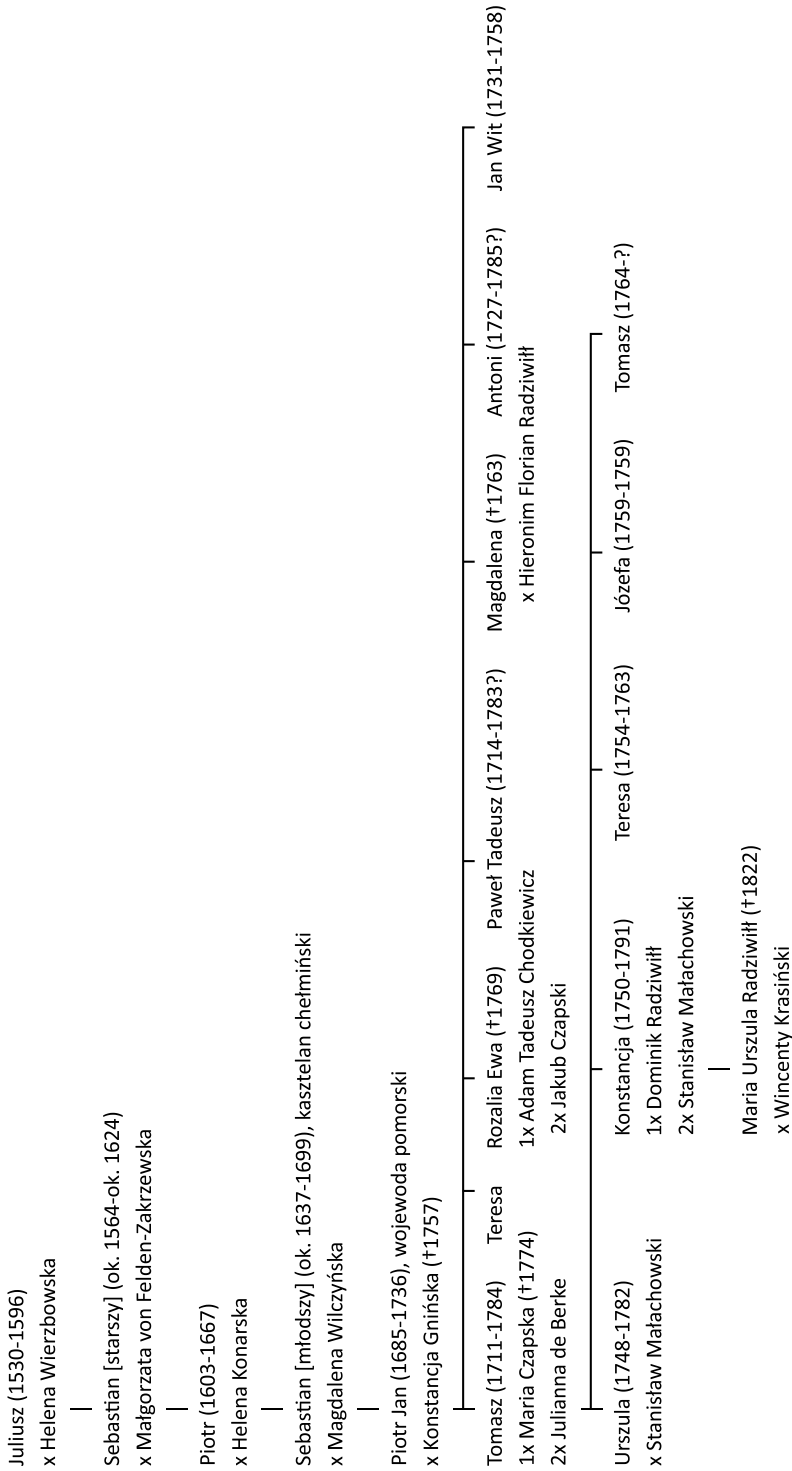 Juliusz (1530-1596)
x Helena Wierzbowska
Sebastian [starszy] (ok. 1564-ok. 1624)
x Małgorzata von Felden-Zakrzewska
Piotr (1603-1667)
x Helena Konarska
Sebastian [młodszy] (ok. 1637-1699), kasztelan chełmiński
x Magdalena Wilczyńska
Piotr Jan (1685-1736), wojewoda pomorski
x Konstancja Gnińska (†1757)
Tomasz (1711-1784)
1x Maria Czapska (†1774)
2x Julianna de Berke
Teresa
Rozalia Ewa (†1769)
1x Adam Tadeusz Chodkiewicz
2x Jakub Czapski
Paweł Tadeusz (1714-1783?)
Magdalena (†1763)
x Hieronim Florian Radziwiłł
Antoni (1727-1785?)
Jan Wit (1731-1758)
Urszula (1748-1782)
x Stanisław Małachowski
Konstancja (1750-1791)
1x Dominik Radziwiłł
2x Stanisław Małachowski
Teresa (1754-1763)
Józefa (1759-1759)
Tomasz (1764-?)
Maria Urszula Radziwiłł (†1822)
x Wincenty Krasiński